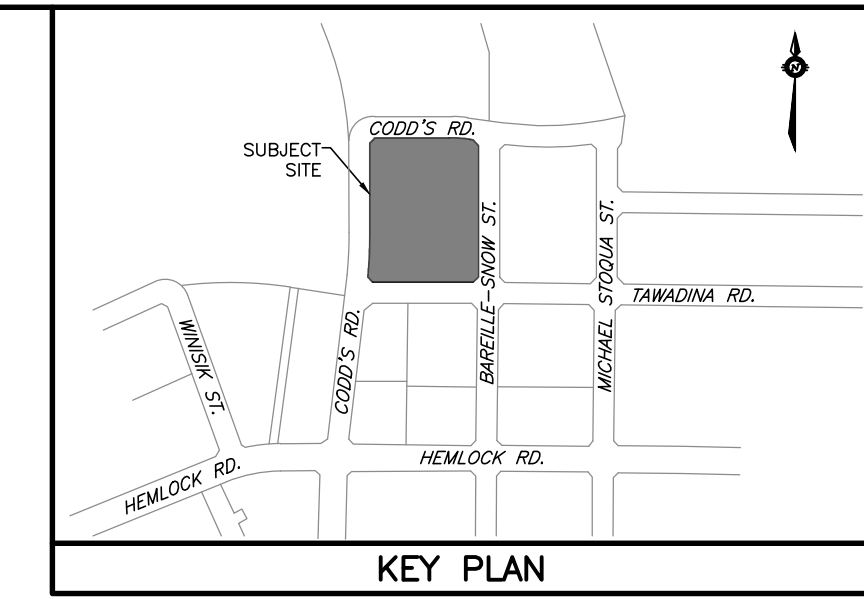 N
CODD'S RD.
SUBJECT
SITE
BAREILLE-SNOW ST.
MICHAEL STOQUA ST.
TAWADINA RD.
WINISIK ST.
CODD'S RD.
HEMLOCK RD.
HEMLOCK RD.
KEY PLAN